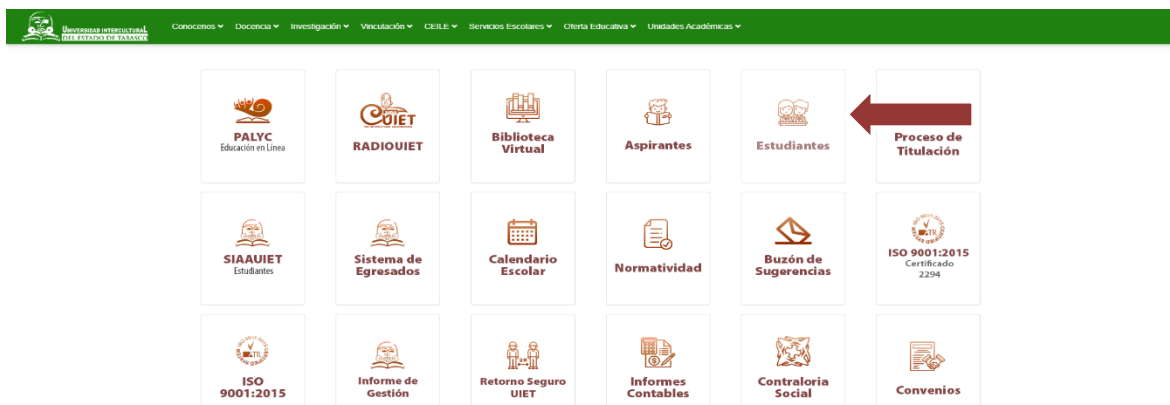 UNIVERSIDAD INTERCULTURAL
DEL ESTADO DE TABASCO
Conocenos Docencia Investigación Vinculación CEILE Servicios Escolares Oferta Educativa Unidades Académicas
PALYC
Educación en Línea
UIET
RADIOUIET
Biblioteca
Virtual
Aspirantes
Estudiantes
Proceso de
Titulación
SIAAUIET
Estudiantes
Sistema de
Egresados
Calendario
Escolar
Normatividad
Buzón de
Sugerencias
ATR
ISO 9001:2015
Certificado
2294
ATR
ISO
9001:2015
Informe de
Gestión
Retorno Seguro
UIET
Informes
Contables
Contraloria
Social
Convenios